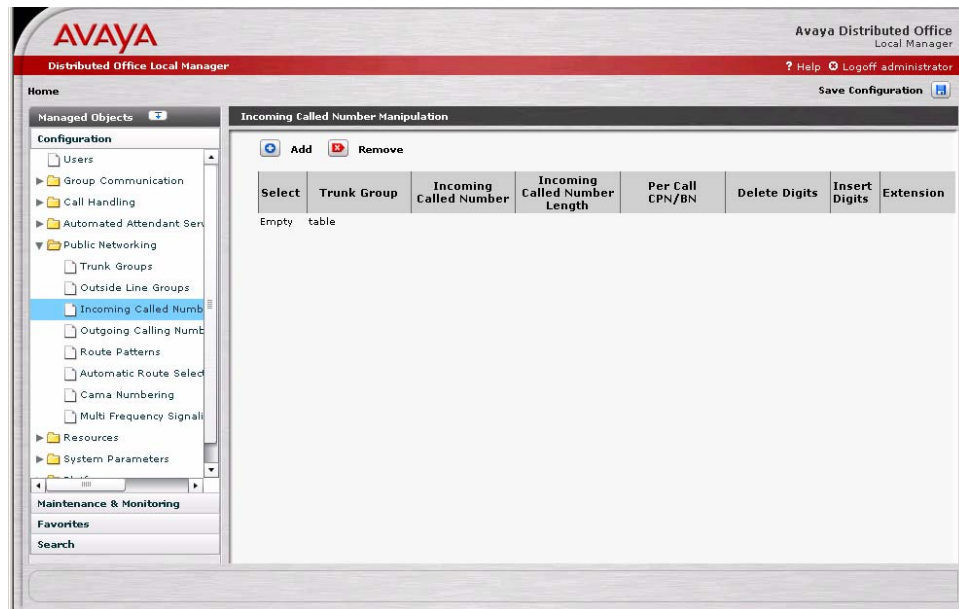 AVAYA
Avaya Distributed Office
Local Manager
Distributed Office Local Manager
? Help
Logoff administrator
Home
Save Configuration
Managed Objects
Incoming Called Number Manipulation
Configuration
Users
Group Communication
Call Handling
Automated Attendant Serv
Public Networking
Trunk Groups
Outside Line Groups
Incoming Called Numb
Outgoing Calling Numb
Route Patterns
Automatic Route Select
Cama Numbering
Multi Frequency Signali
Resources
System Parameters
Maintenance & Monitoring
Favorites
Search
Add
Remove
Select
Trunk Group
Incoming
Called Number
Incoming
Called Number
Length
Per Call
CPN/BN
Delete Digits
Insert
Digits
Extension
Empty table